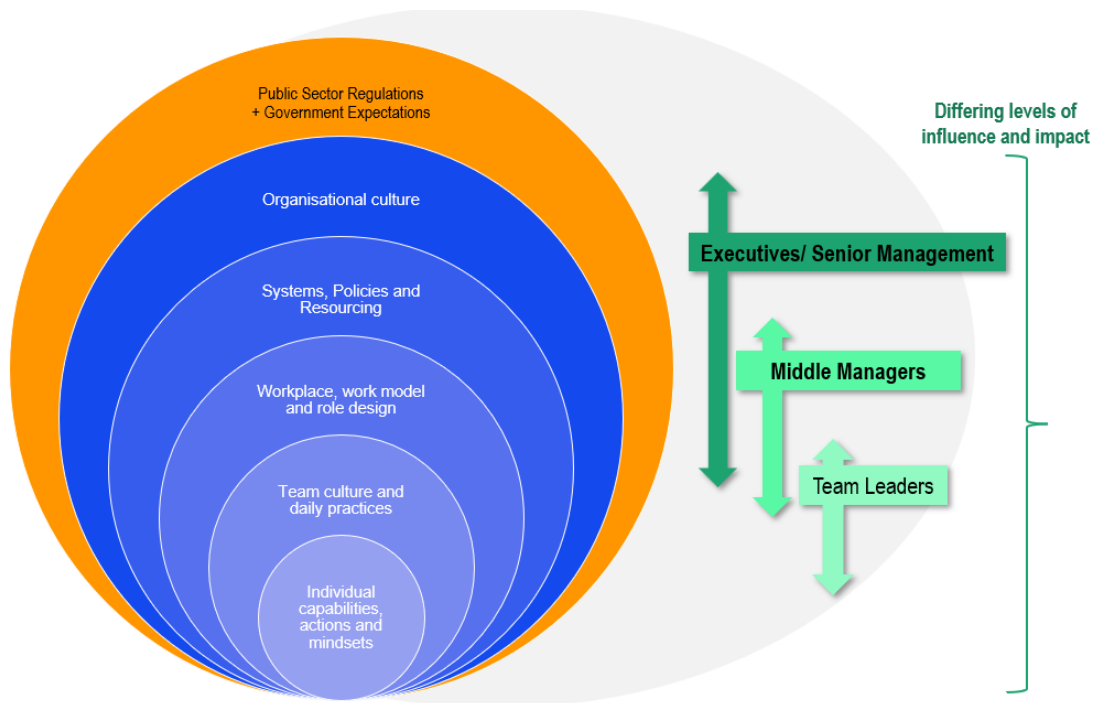 Public Sector Regulations
+ Government Expectations
Organisational culture
Systems, Policies and
Resourcing
Workplace, work model
and role design
Team culture and
daily practices
Individual
capabilities,
actions and
mindsets
Differing levels of
influence and impact
Executives/ Senior Management
Middle Managers
Team Leaders